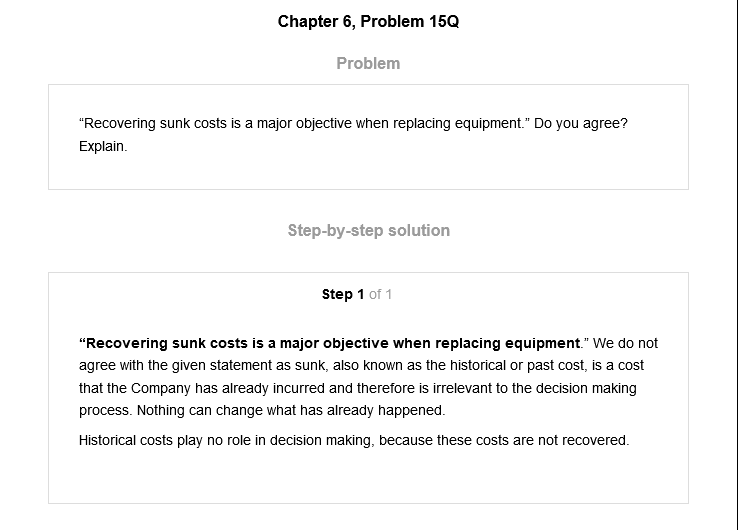 Chapter 6, Problem 15Q
Problem
“Recovering sunk costs is a major objective when replacing equipment.” Do you agree?
Explain.
Step-by-step solution
Step 1 of 1
“Recovering sunk costs is a major objective when replacing equipment.” We do not
agree with the given statement as sunk, also known as the historical or past cost, is a cost
that the Company has already incurred and therefore is irrelevant to the decision making
process. Nothing can change what has already happened.
Historical costs play no role in decision making, because these costs are not recovered.